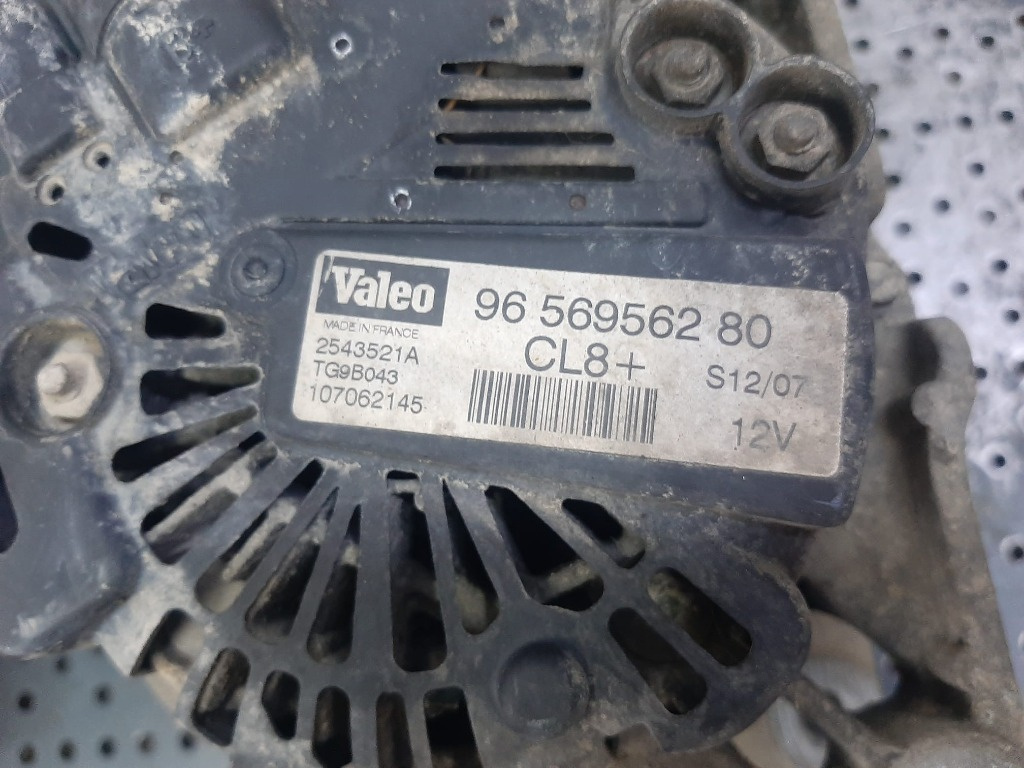 Valeo
MADE IN FRANCE
2543521A
TG9B043
107062145
96 569562 80
CL8+
S12/07
12V